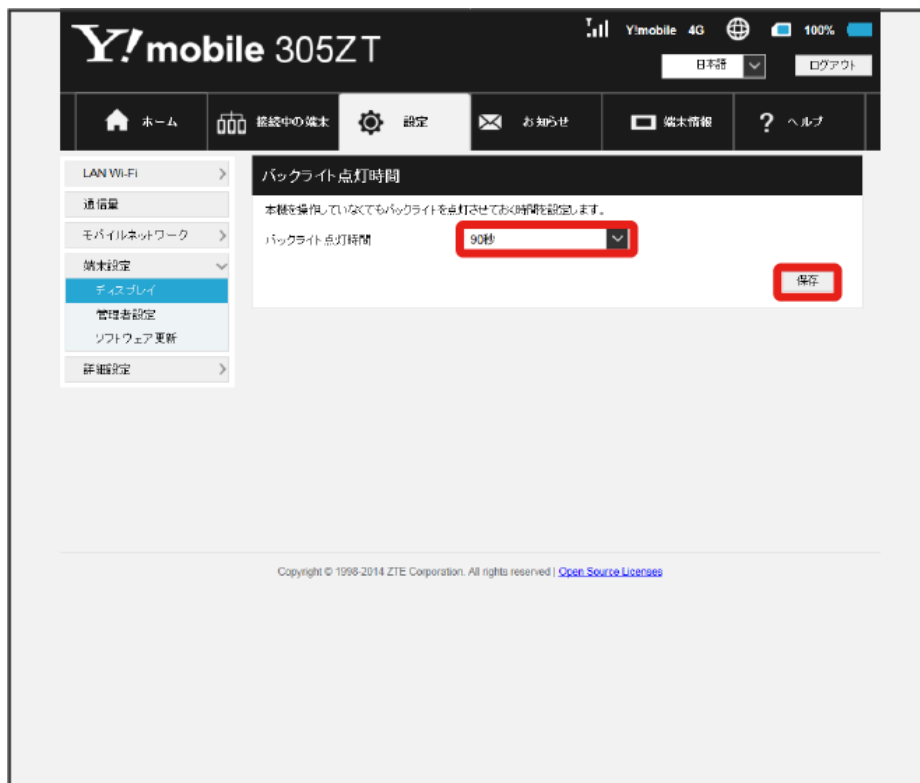 Y! mobile 305ZT
Y!mobile 4G 100%
日本語 ログアウト
ホーム 接続中の端末 設定 お知らせ 端末情報 ? ヘルプ
LAN Wi-Fi
通信量
モバイルネットワーク
端末設定
ディスプレイ
管理者設定
ソフトウェア更新
詳細設定
バックライト点灯時間
本機を操作していなくてもバックライトを点灯させておく時間を設定します。
バックライト点灯時間 90秒
保存
Copyright © 1998-2014 ZTE Corporation. All rights reserved | Open Source Licenses